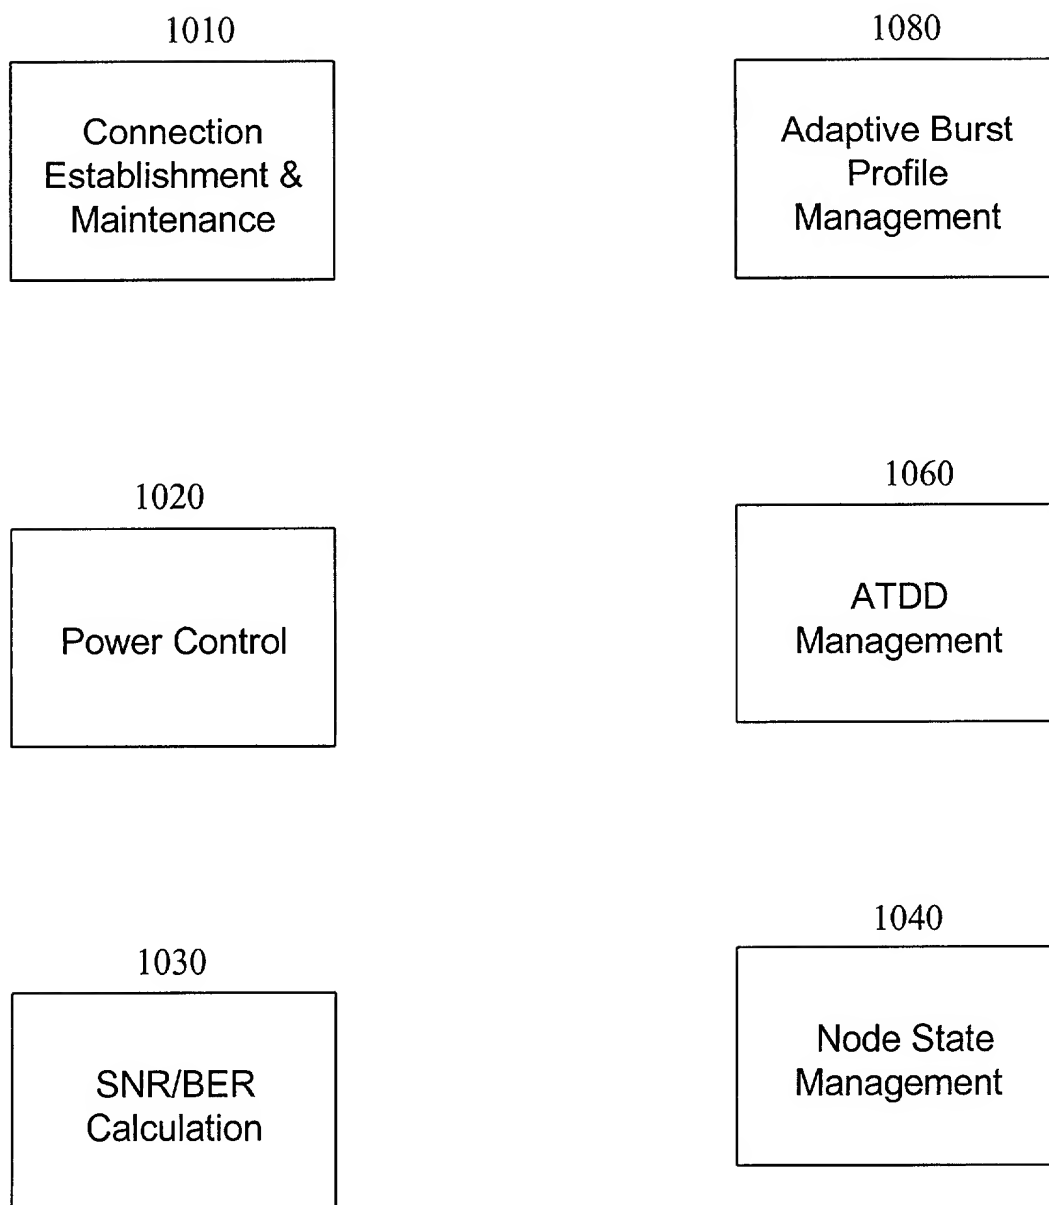 1010
Connection
Establishment &
Maintenance
1080
Adaptive Burst
Profile
Management
1020
Power Control
1060
ATDD
Management
1030
SNR/BER
Calculation
1040
Node State
Management